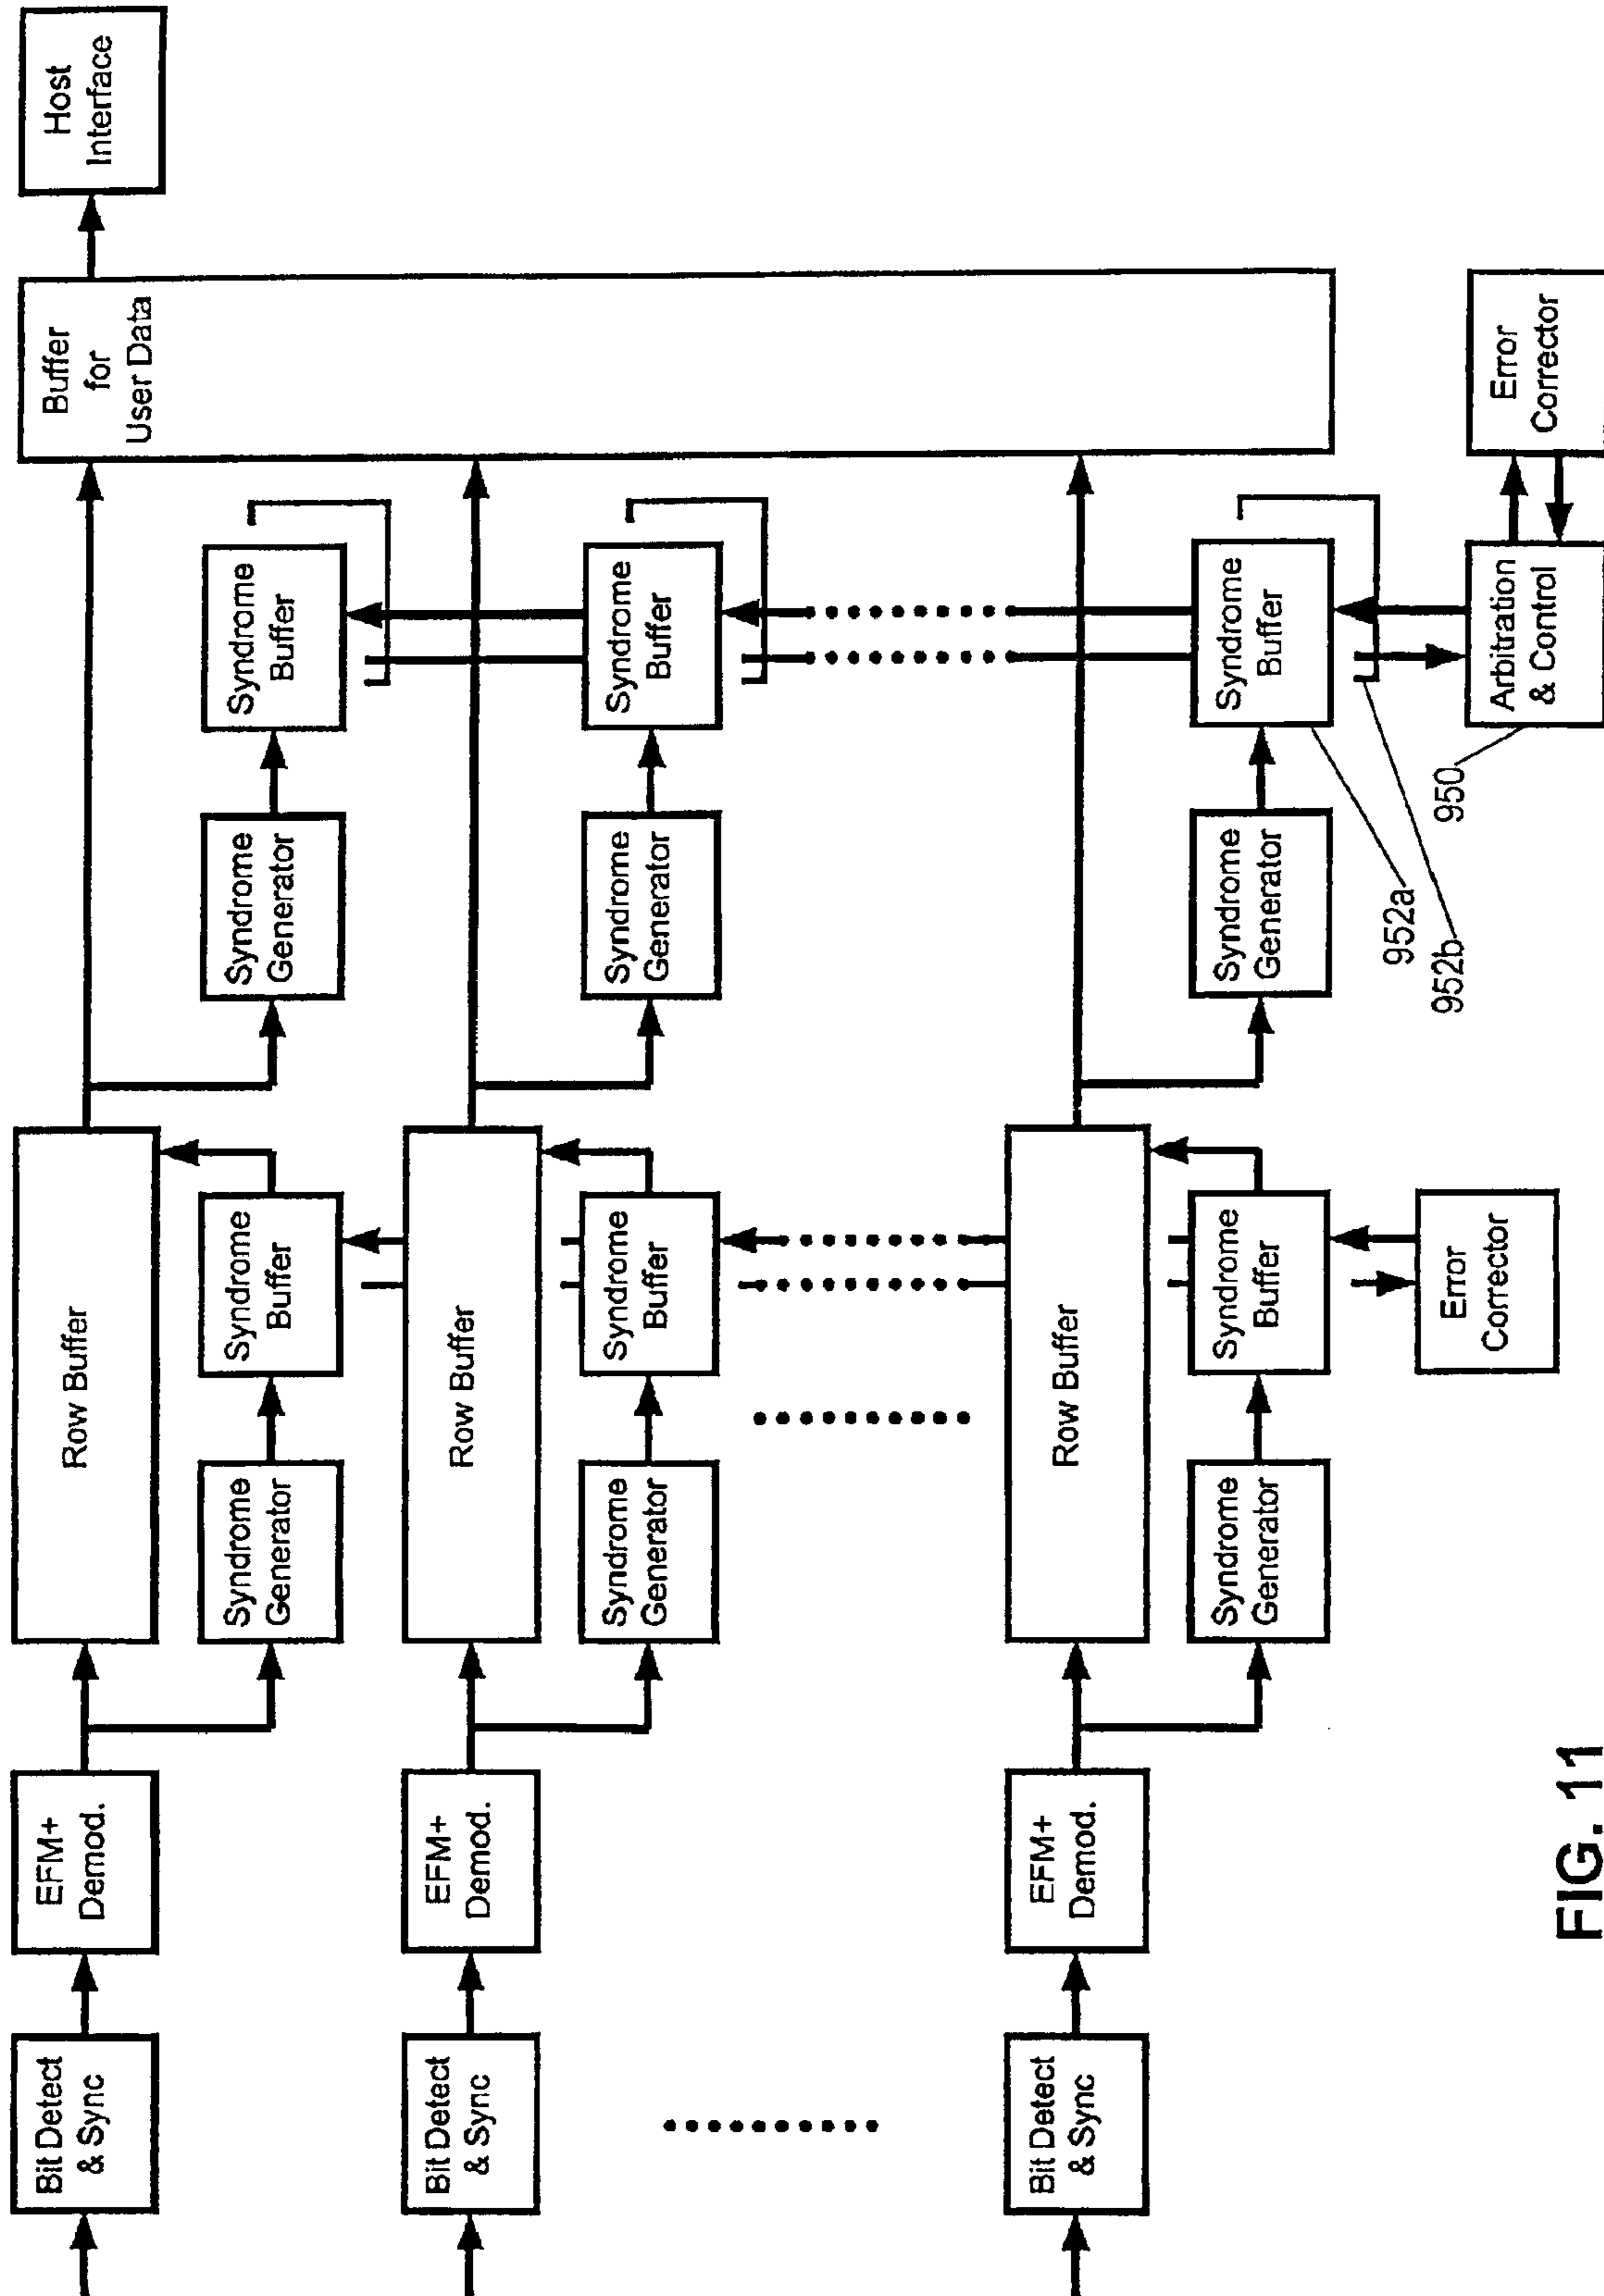 Bit Detect
& Sync
EFM+
Demod.
Row Buffer
Syndrome
Generator
Syndrome
Buffer
Syndrome
Generator
Syndrome
Buffer
Buffer
for
User Data
Host
Interface
Bit Detect
& Sync
EFM+
Demod.
Row Buffer
Syndrome
Generator
Syndrome
Buffer
Syndrome
Generator
Syndrome
Buffer
Bit Detect
& Sync
EFM+
Demod.
Row Buffer
Syndrome
Generator
Syndrome
Buffer
Error
Corrector
Syndrome
Generator
Syndrome
Buffer
952a
952b
950
Arbitration
& Control
Error
Corrector
FIG. 11